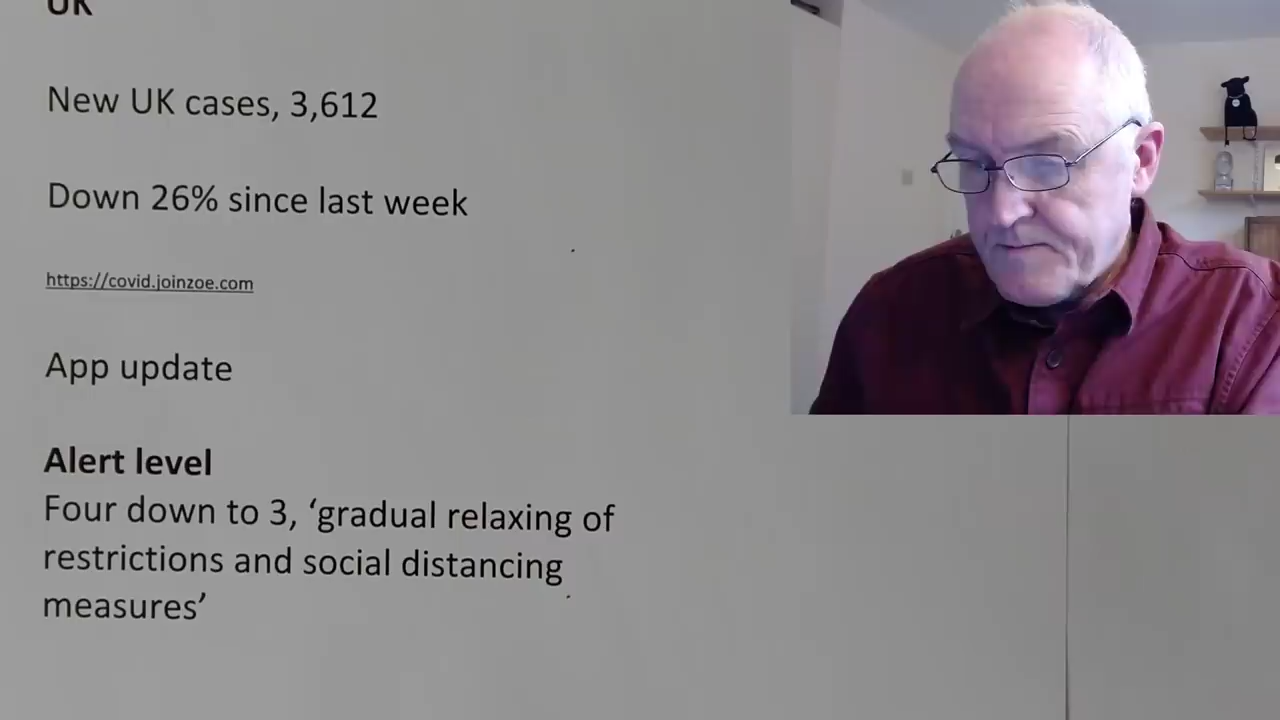 UK
New UK cases, 3,612
Down 26% since last week
https://covid.joinzoe.com
App update
Alert level
Four down to 3, ‘gradual relaxing of
restrictions and social distancing
measures’